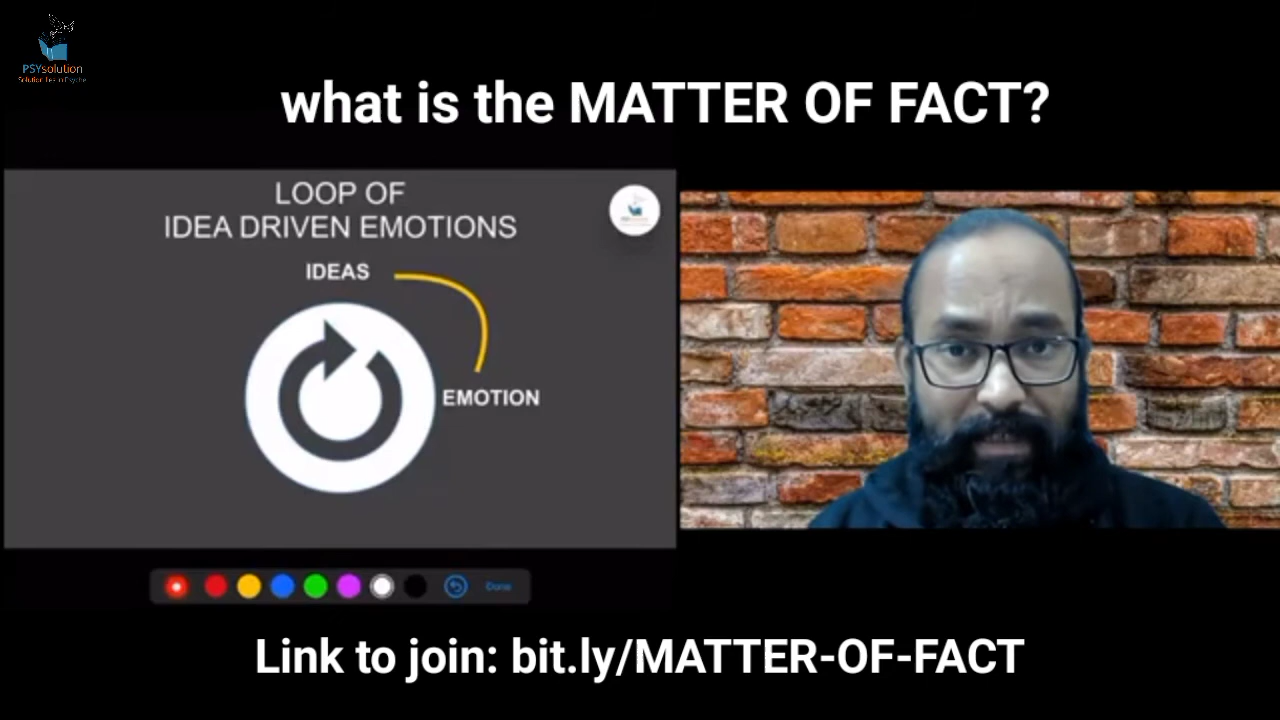 PSYsolution
what is the MATTER OF FACT?
LOOP OF
IDEA DRIVEN EMOTIONS
IDEAS
EMOTION
Done
Link to join: bit.ly/MATTER-OF-FACT